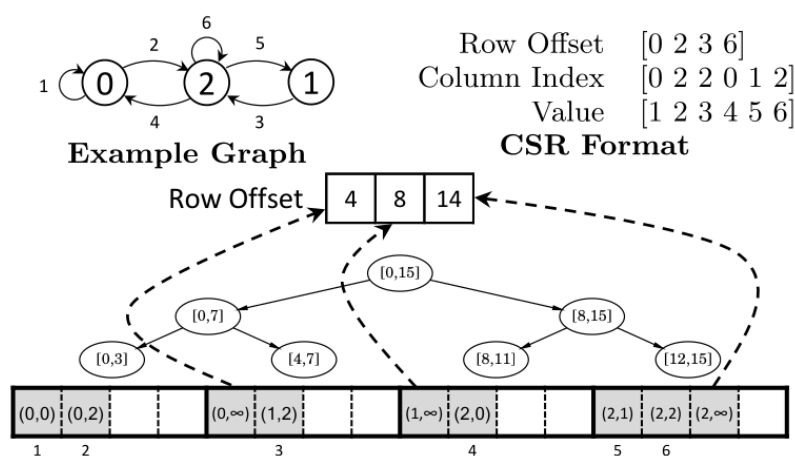 6
2 5
1 0 2 1
4 3
Example Graph
Row Offset [0 2 3 6]
Column Index [0 2 2 0 1 2]
Value [1 2 3 4 5 6]
CSR Format
Row Offset 4 8 14
[0,15]
[0,7] [8,15]
[0,3] [4,7] [8,11] [12,15]
(0,0) (0,2) (0,∞) (1,2) (1,∞) (2,0) (2,1) (2,2) (2,∞)
1 2 3 4 5 6